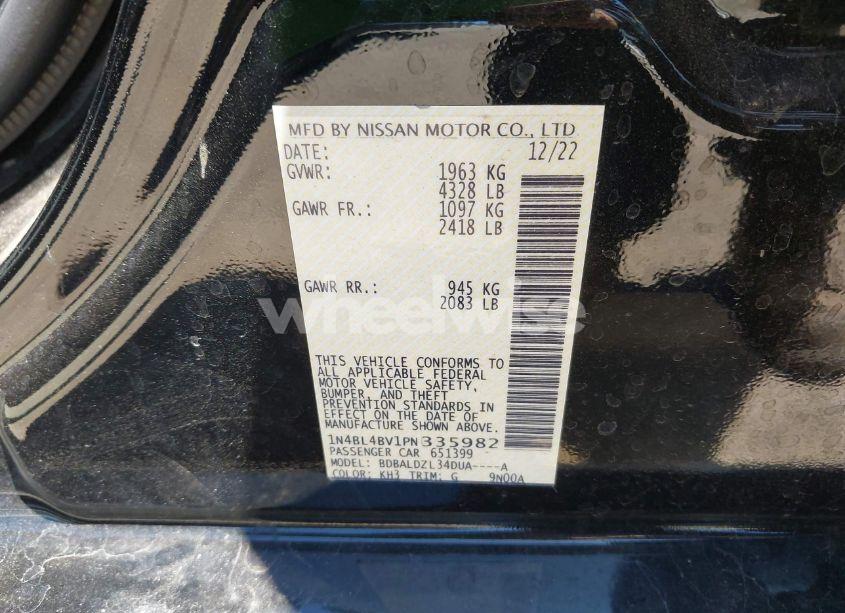 MFD BY NISSAN MOTOR CO., LTD
DATE: 12/22
GVWR: 1963 KG
4328 LB
GAWR FR.: 1097 KG
2418 LB
GAWR RR.: 945 KG
2083 LB
wheelwise
THIS VEHICLE CONFORMS TO
ALL APPLICABLE FEDERAL
MOTOR VEHICLE SAFETY,
BUMPER, AND THEFT
PREVENTION STANDARDS IN
EFFECT ON THE DATE OF
MANUFACTURE SHOWN ABOVE.
1N4BL4BV1PN335982
PASSENGER CAR 651399
MODEL: BDBALDZL34DUA----A
COLOR: KH3 TRIM: G 9N00A